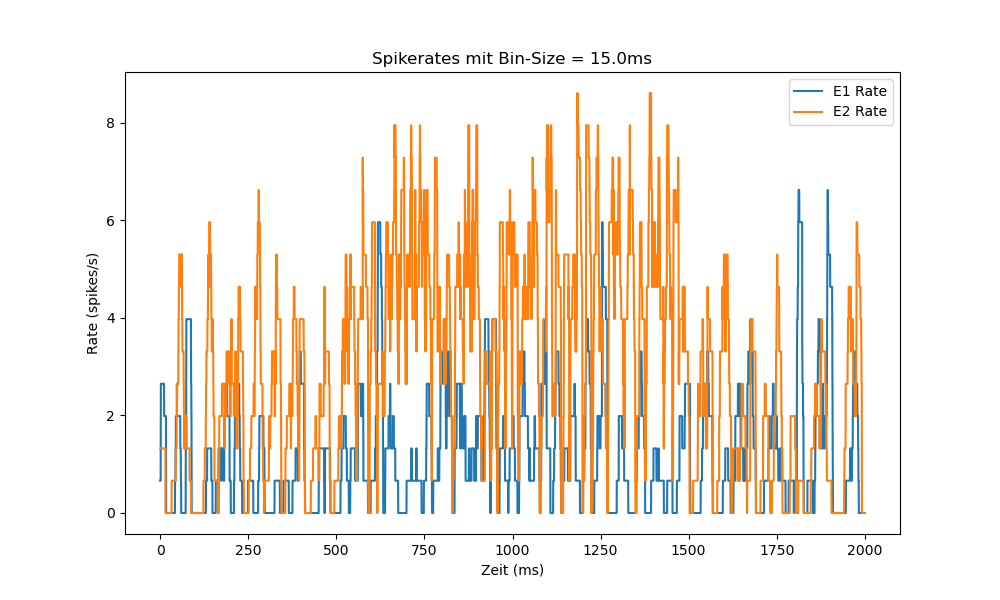 Spikerates mit Bin-Size = 15.0ms
E1 Rate
E2 Rate
8
6
4
2
0
Rate (spikes/s)
0 250 500 750 1000 1250 1500 1750 2000
Zeit (ms)